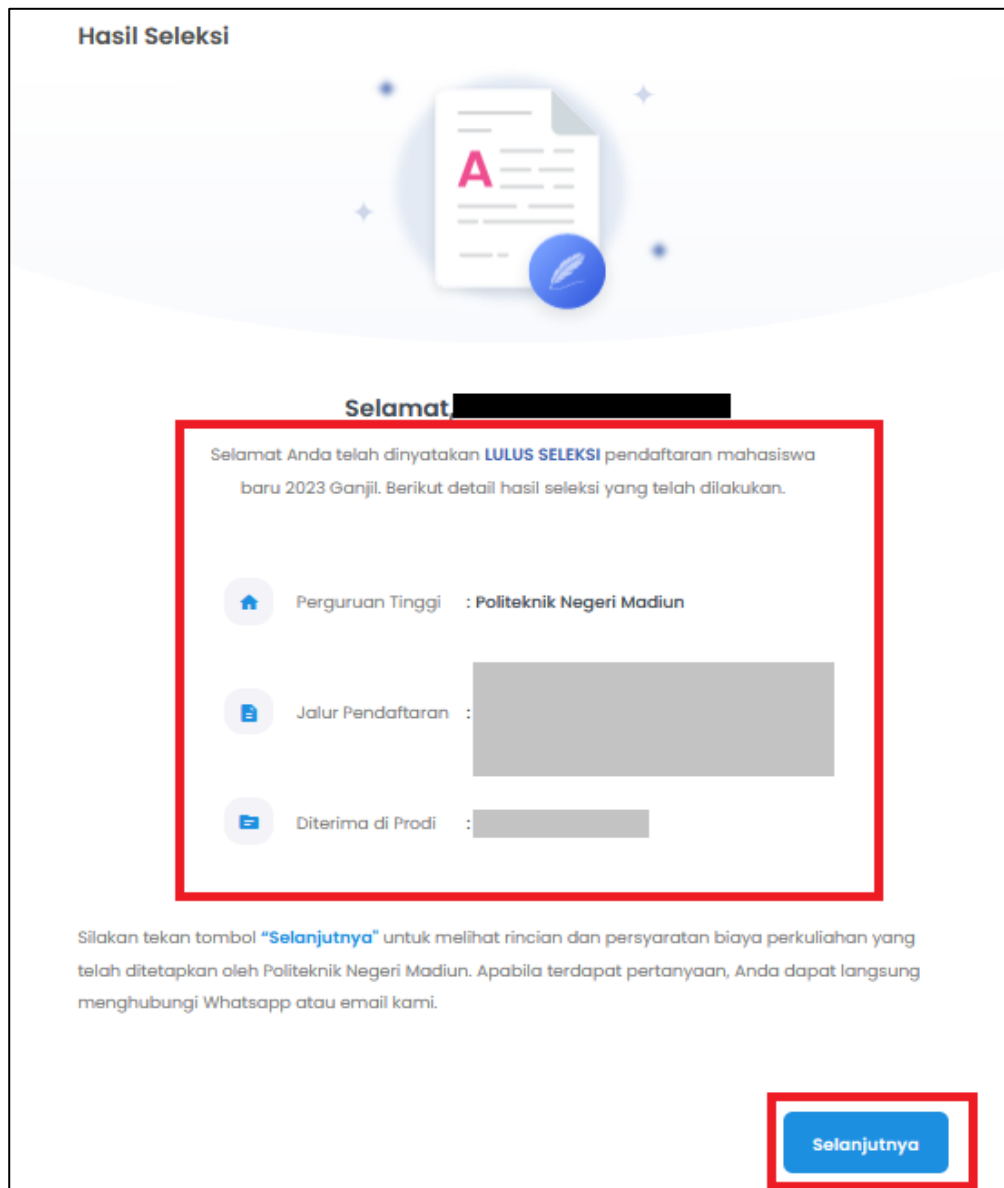 Hasil Seleksi
A
Selamat,
Selamat Anda telah dinyatakan LULUS SELEKSI pendaftaran mahasiswa
baru 2023 Ganjil. Berikut detail hasil seleksi yang telah dilakukan.
Perguruan Tinggi : Politeknik Negeri Madiun
Jalur Pendaftaran :
Diterima di Prodi :
Silakan tekan tombol “Selanjutnya" untuk melihat rincian dan persyaratan biaya perkuliahan yang
telah ditetapkan oleh Politeknik Negeri Madiun. Apabila terdapat pertanyaan, Anda dapat langsung
menghubungi Whatsapp atau email kami.
Selanjutnya